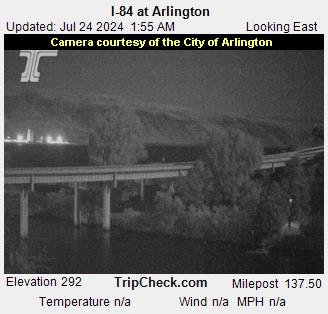 I-84 at Arlington
Updated: Jul 24 2024 1:55 AM Looking East
Camera courtesy of the City of Arlington
Elevation 292 TripCheck.com Milepost 137.50
Temperature n/a Wind n/a MPH n/a